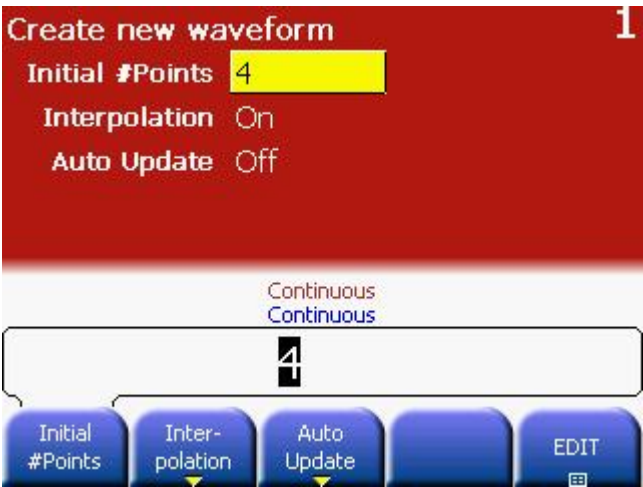 Create new waveform 1
Initial #Points 4
Interpolation On
Auto Update Off
Continuous
Continuous
4
Initial
#Points
Inter-
polation
Auto
Update
EDIT